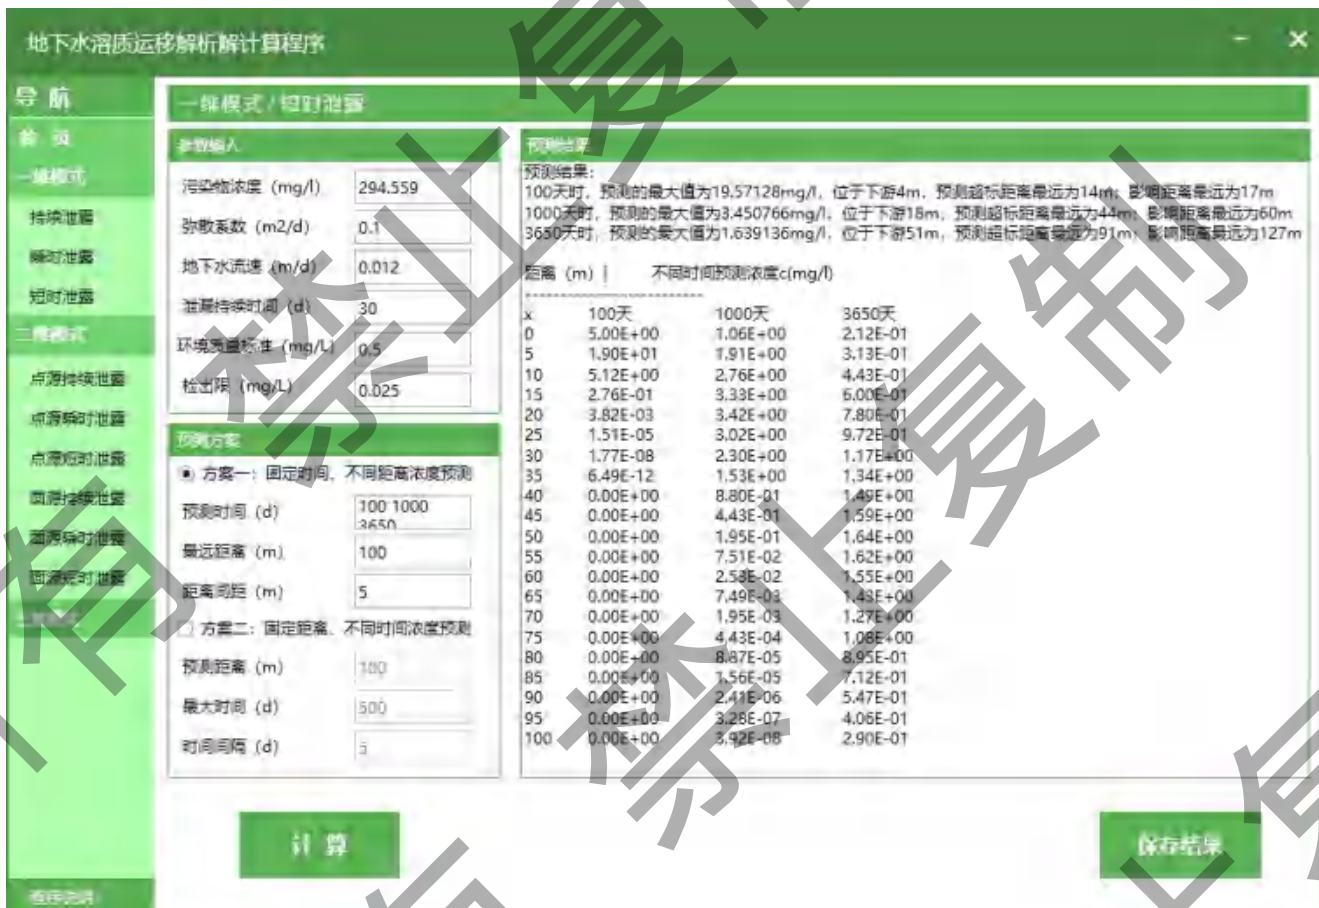 地下水溶质运移解析解计算程序
导 航
首 页
一维模式
持续泄露
瞬时泄露
短时泄露
二维模式
点源持续泄露
点源瞬时泄露
点源短时泄露
面源持续泄露
面源瞬时泄露
面源短时泄露
一维模式 / 短时泄露
参数输入
污染物浓度 (mg/l) 294.559
弥散系数 (m2/d) 0.1
地下水流速 (m/d) 0.012
泄漏持续时间 (d) 30
环境质量标准 (mg/L) 0.5
检出限 (mg/L) 0.025
预测方案
方案一：固定时间、不同距离浓度预测
预测时间 (d) 100 1000
3650
最远距离 (m) 100
距离间距 (m) 5
方案二：固定距离、不同时间浓度预测
预测距离 (m) 100
最大时间 (d) 500
时间间隔 (d) 5
计 算
预测结果
预测结果：
100天时，预测的最大值为19.57128mg/l，位于下游4m，预测超标距离最远为14m；影响距离最远为17m
1000天时，预测的最大值为3.450766mg/l，位于下游18m，预测超标距离最远为44m；影响距离最远为60m
3650天时，预测的最大值为1.639136mg/l，位于下游51m，预测超标距离最远为91m；影响距离最远为127m
距离 (m) | 不同时间预测浓度c(mg/l)
--------------------------
x 100天 1000天 3650天
0 5.00E+00 1.06E+00 2.12E-01
5 1.90E+01 1.91E+00 3.13E-01
10 5.12E+00 2.76E+00 4.43E-01
15 2.76E-01 3.33E+00 6.00E-01
20 3.82E-03 3.42E+00 7.80E-01
25 1.51E-05 3.02E+00 9.72E-01
30 1.77E-08 2.30E+00 1.17E+00
35 6.49E-12 1.53E+00 1.34E+00
40 0.00E+00 8.80E-01 1.49E+00
45 0.00E+00 4.43E-01 1.59E+00
50 0.00E+00 1.95E-01 1.64E+00
55 0.00E+00 7.51E-02 1.62E+00
60 0.00E+00 2.53E-02 1.55E+00
65 0.00E+00 7.49E-03 1.43E+00
70 0.00E+00 1.95E-03 1.27E+00
75 0.00E+00 4.43E-04 1.08E+00
80 0.00E+00 8.87E-05 8.95E-01
85 0.00E+00 1.56E-05 7.12E-01
90 0.00E+00 2.41E-06 5.47E-01
95 0.00E+00 3.28E-07 4.06E-01
100 0.00E+00 3.92E-08 2.90E-01
保存结果
禁止复制
禁止复制
有